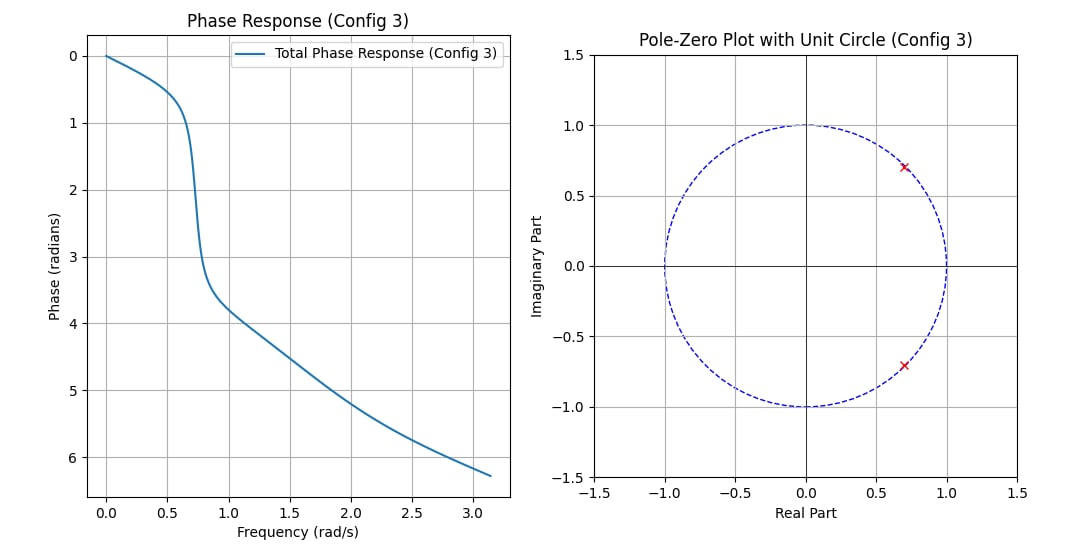 Phase Response (Config 3)
Total Phase Response (Config 3)
0
1
2
3
4
5
6
Phase (radians)
0.0 0.5 1.0 1.5 2.0 2.5 3.0
Frequency (rad/s)
Pole-Zero Plot with Unit Circle (Config 3)
1.5
1.0
0.5
0.0
−0.5
−1.0
−1.5
Imaginary Part
−1.5 −1.0 −0.5 0.0 0.5 1.0 1.5
Real Part